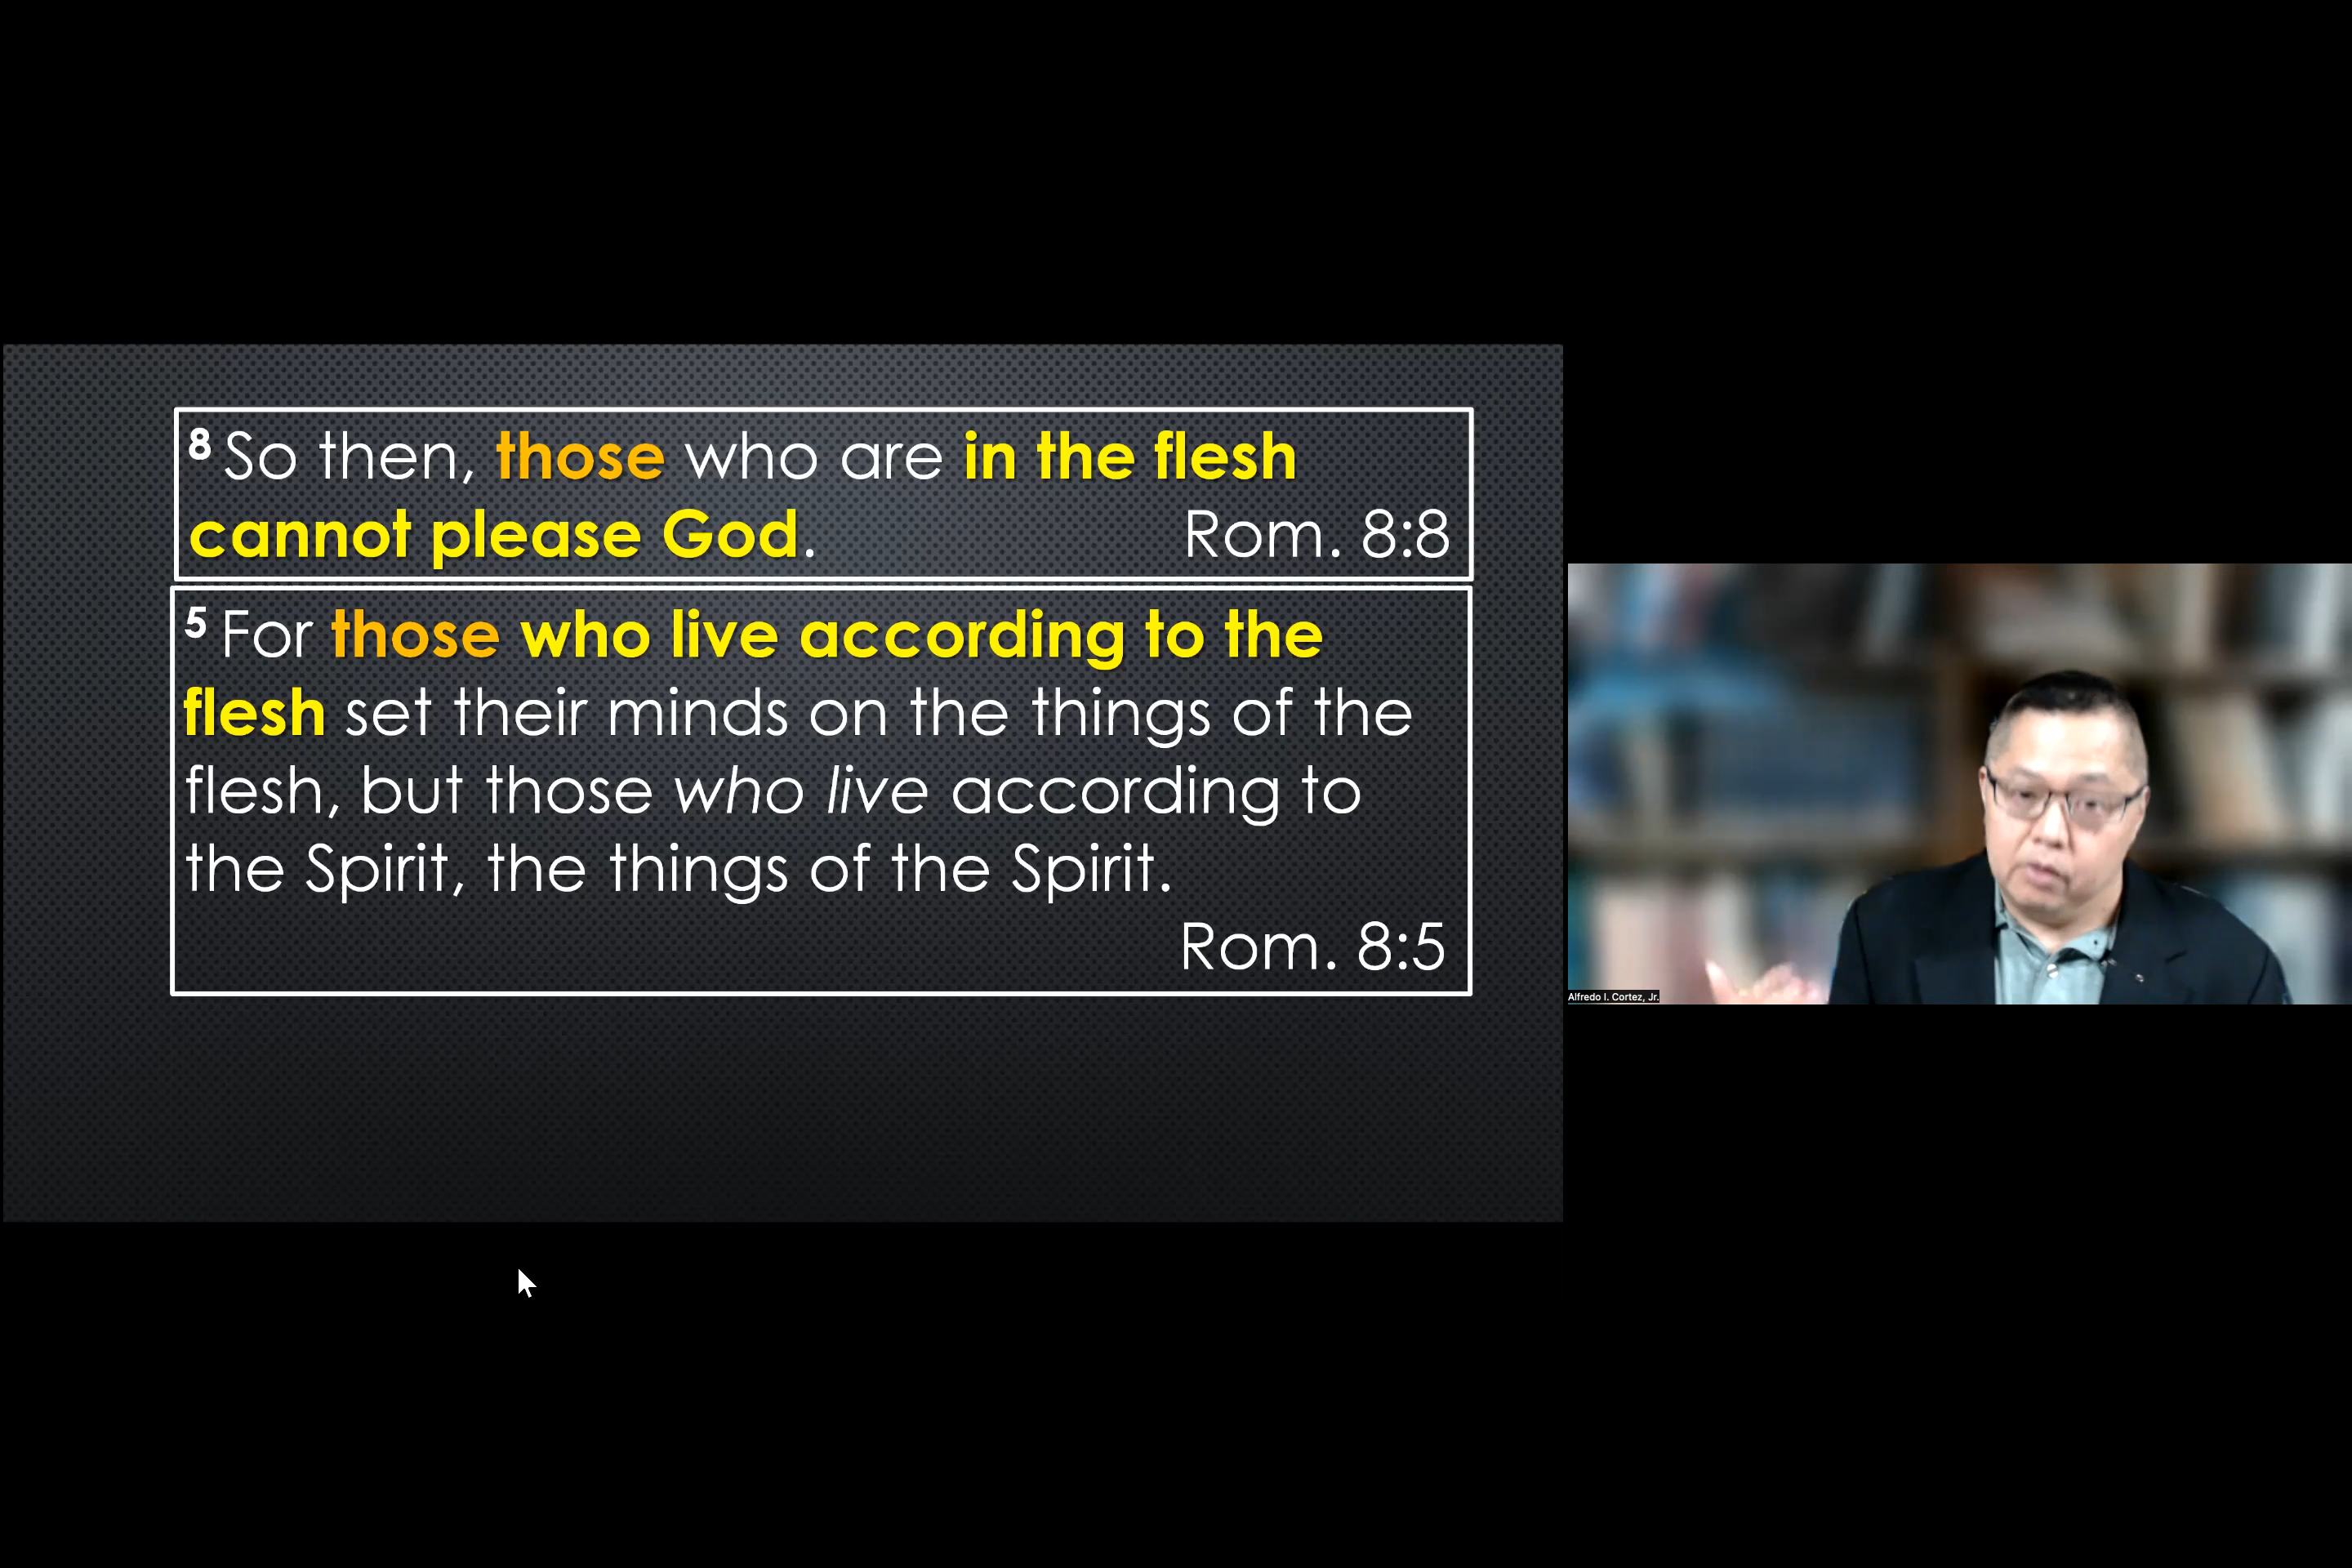 8 So then, those who are in the flesh
cannot please God. Rom. 8:8
5 For those who live according to the
flesh set their minds on the things of the
flesh, but those who live according to
the Spirit, the things of the Spirit.
Rom. 8:5
Alfredo I. Cortez, Jr.